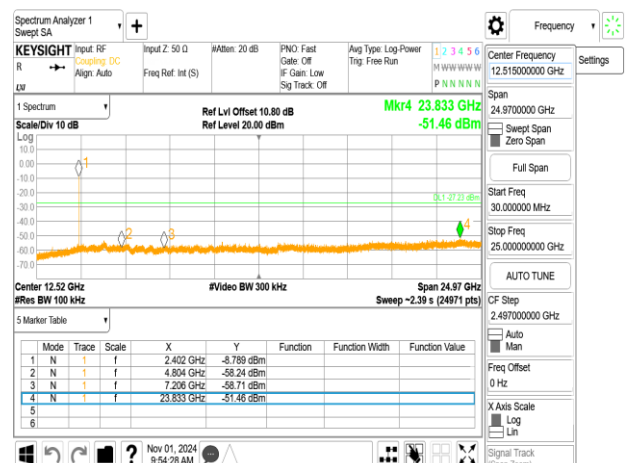 Spectrum Analyzer 1
Swept SA
+
Frequency
KEYSIGHT Input: RF Input Z: 50 Ω #Atten: 20 dB PNO: Fast Avg Type: Log-Power 1 2 3 4 5 6
R Coupling: DC Gate: Off Trig: Free Run M W W W W W
Align: Auto Freq Ref: Int (S) IF Gain: Low
Sig Track: Off P N N N N N
LXI
Center Frequency
12.515000000 GHz
Settings
Span
24.9700000 GHz
Swept Span
Zero Span
Full Span
Start Freq
30.000000 MHz
Stop Freq
25.000000000 GHz
AUTO TUNE
CF Step
2.497000000 GHz
Auto
Man
Freq Offset
0 Hz
X Axis Scale
Log
Lin
Signal Track
1 Spectrum
Ref Lvl Offset 10.80 dB Mkr4 23.833 GHz
Scale/Div 10 dB Ref Level 20.00 dBm -51.46 dBm
Log
10.0
0.00
-10.0
-20.0
-30.0
-40.0
-50.0
-60.0
-70.0
1
2
3
4
DL1 -27.23 dBm
Center 12.52 GHz #Video BW 300 kHz Span 24.97 GHz
#Res BW 100 kHz Sweep ~2.39 s (24971 pts)
5 Marker Table
Mode Trace Scale X Y Function Function Width Function Value
1 N 1 f 2.402 GHz -8.789 dBm
2 N 1 f 4.804 GHz -58.24 dBm
3 N 1 f 7.206 GHz -58.71 dBm
4 N 1 f 23.833 GHz -51.46 dBm
5
6
?
Nov 01, 2024
9:54:28 AM